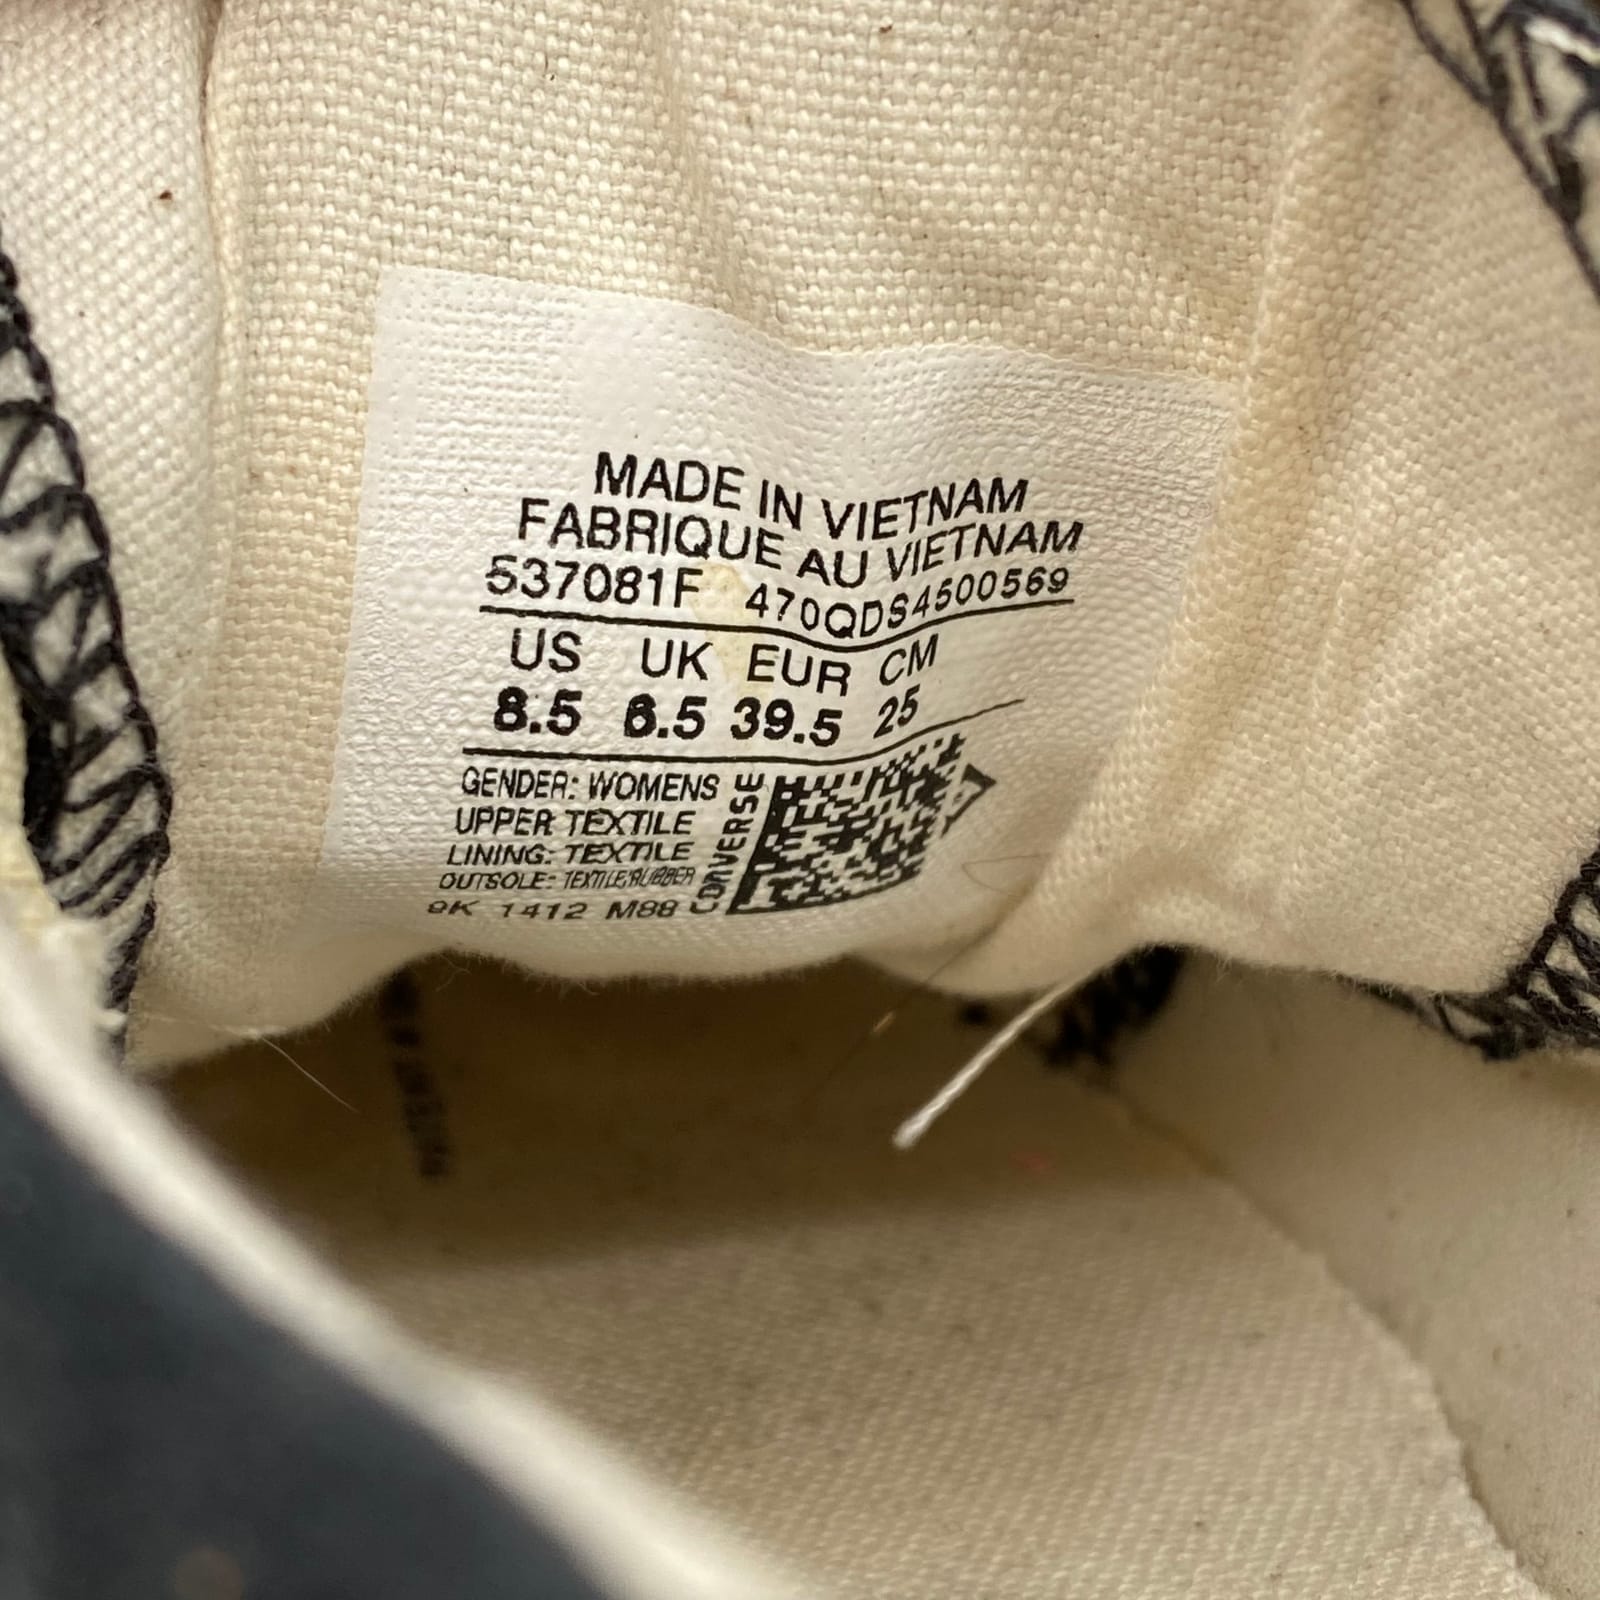 MADE IN VIETNAM
FABRIQUE AU VIETNAM
537081F 470QDS4500569
US UK EUR CM
8.5 6.5 39.5 25
GENDER: WOMENS
UPPER TEXTILE
LINING: TEXTILE
OUTSOLE: TEXTILE/RUBBER
9K 1412 M88
CONVERSE